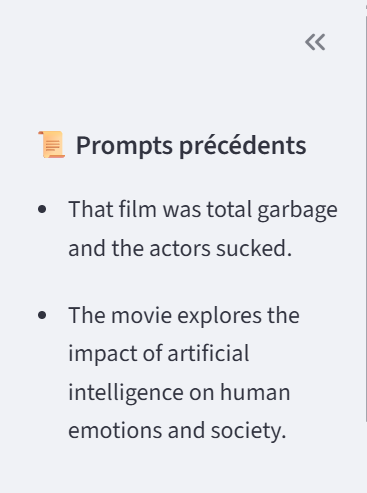 Prompts précédents
That film was total garbage
and the actors sucked.
The movie explores the
impact of artificial
intelligence on human
emotions and society.